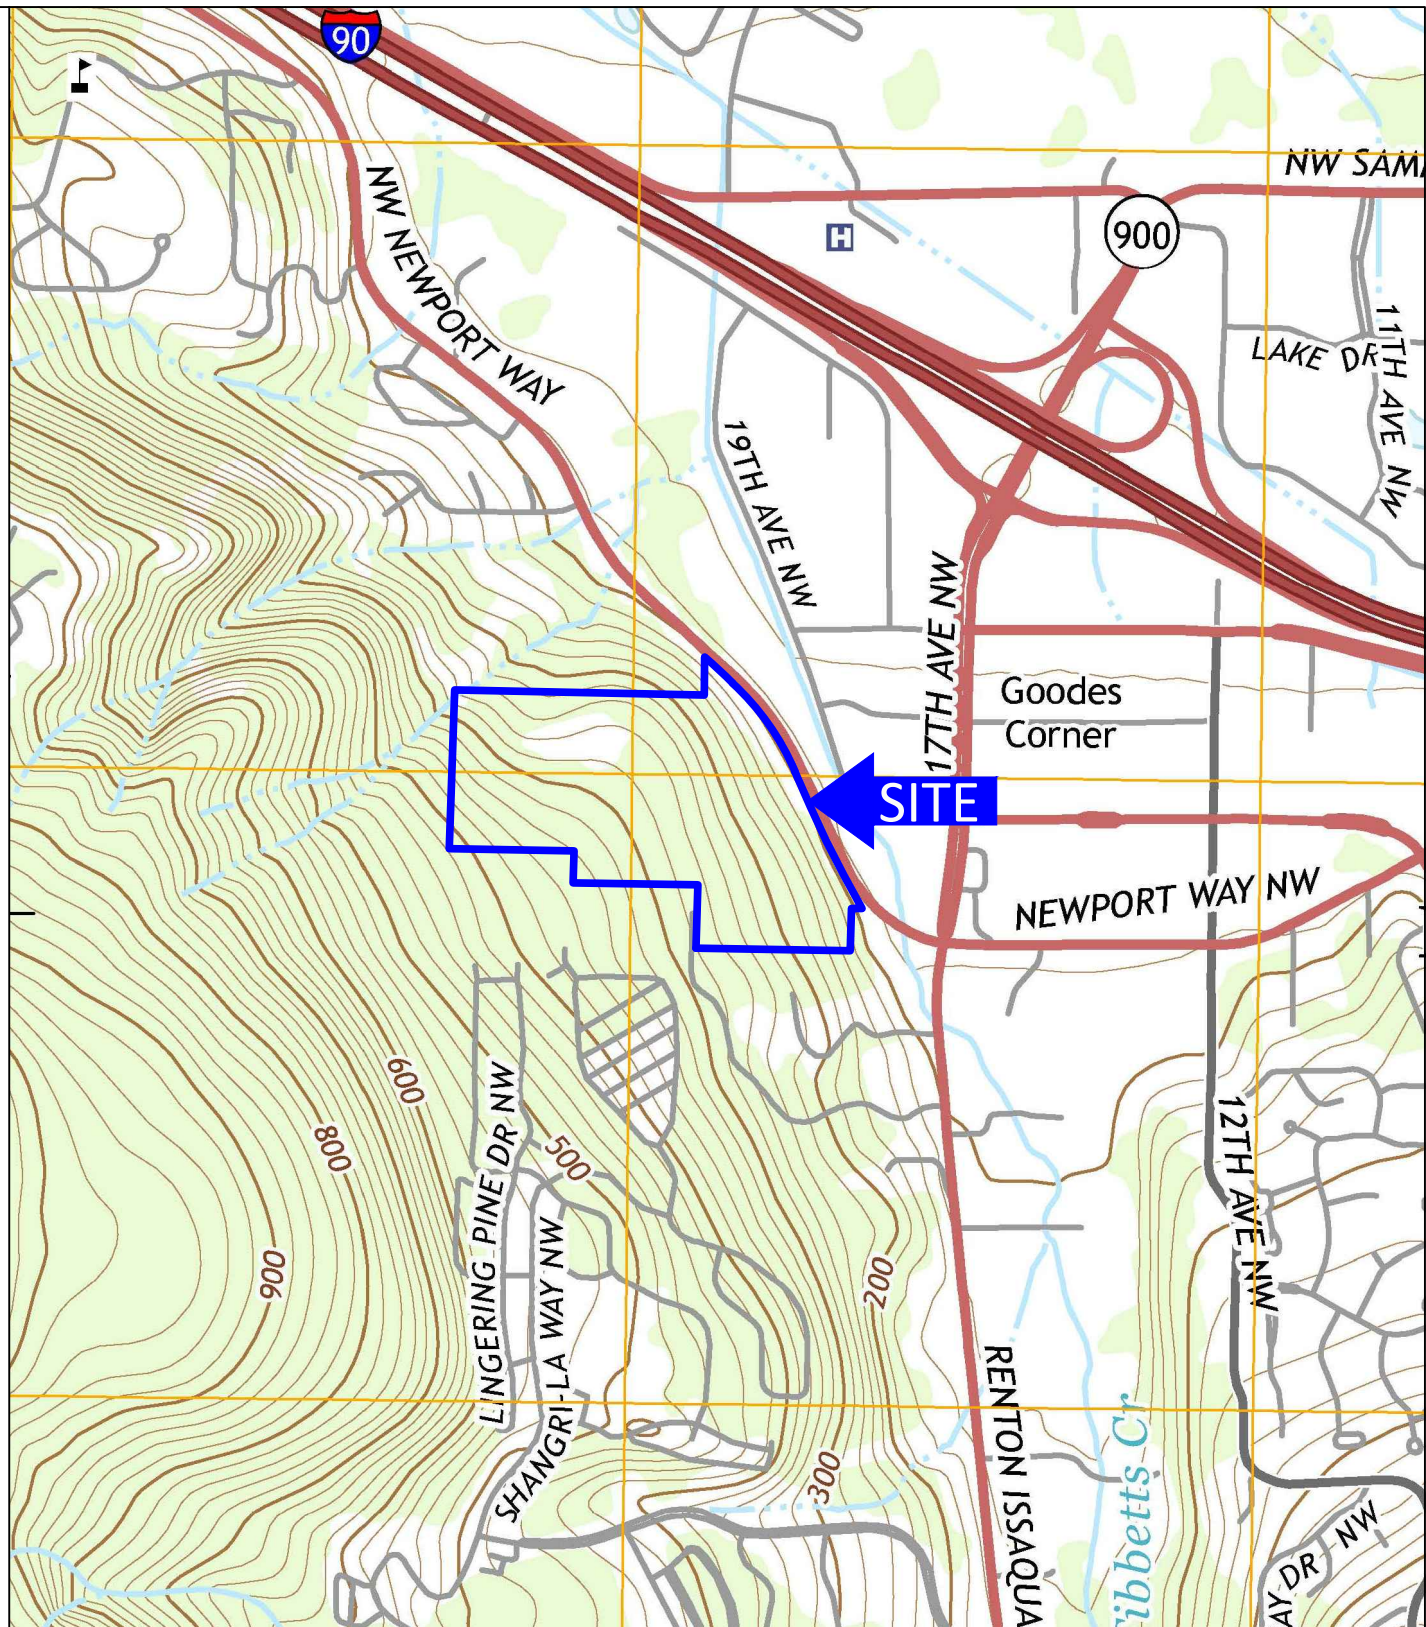 90
NW SAM
900
H
NW NEWPORT WAY
LAKE DR
11TH AVE NW
19TH AVE NW
17TH AVE NW
Goodes
Corner
SITE
NEWPORT WAY NW
600
800
500
LINGERING PINE DR NW
12TH AVE NW
SHANGRI-LA WAY NW
900
200
RENTON ISSAQUA
300
ibbetts Cr
AY DR NW